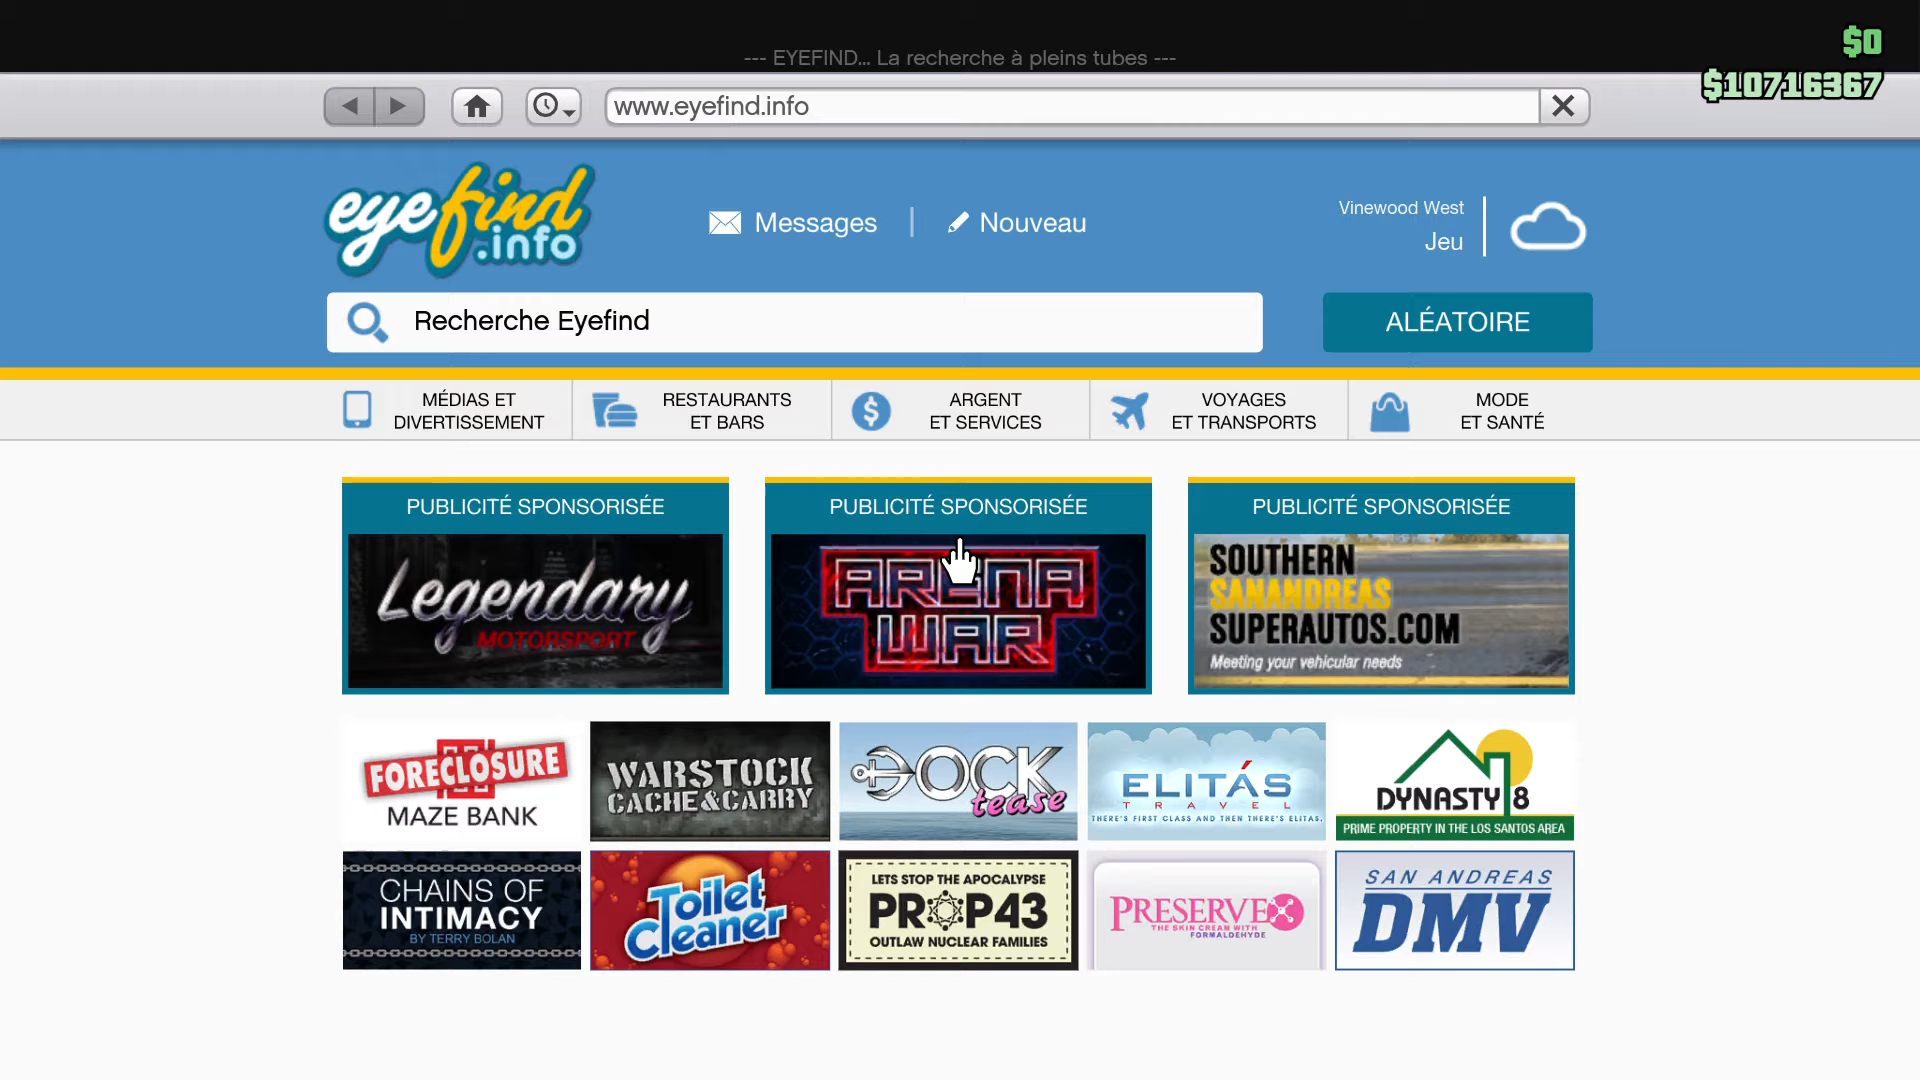 --- EYEFIND... La recherche à pleins tubes ---
$0
$10716367
www.eyefind.info
eyefind
.info
Messages
Nouveau
Vinewood West
Jeu
Recherche Eyefind
ALÉATOIRE
MÉDIAS ET
DIVERTISSEMENT
RESTAURANTS
ET BARS
ARGENT
ET SERVICES
VOYAGES
ET TRANSPORTS
MODE
ET SANTÉ
PUBLICITÉ SPONSORISÉE
Legendary
MOTORSPORT
PUBLICITÉ SPONSORISÉE
ARENA
WAR
PUBLICITÉ SPONSORISÉE
SOUTHERN
SANANDREAS
SUPERAUTOS.COM
Meeting your vehicular needs
FORECLOSURE
MAZE BANK
WARSTOCK
CACHE&CARRY
DOCK
tease
ELITÁS
TRAVEL
THERE'S FIRST CLASS AND THEN THERE'S ELITAS.
DYNASTY 8
PRIME PROPERTY IN THE LOS SANTOS AREA
CHAINS OF
INTIMACY
BY TERRY BOLAN
Toilet
Cleaner
LETS STOP THE APOCALYPSE
PROP43
OUTLAW NUCLEAR FAMILIES
PRESERVEX
THE SKIN CREAM WITH
FORMALDEHYDE
SAN ANDREAS
DMV